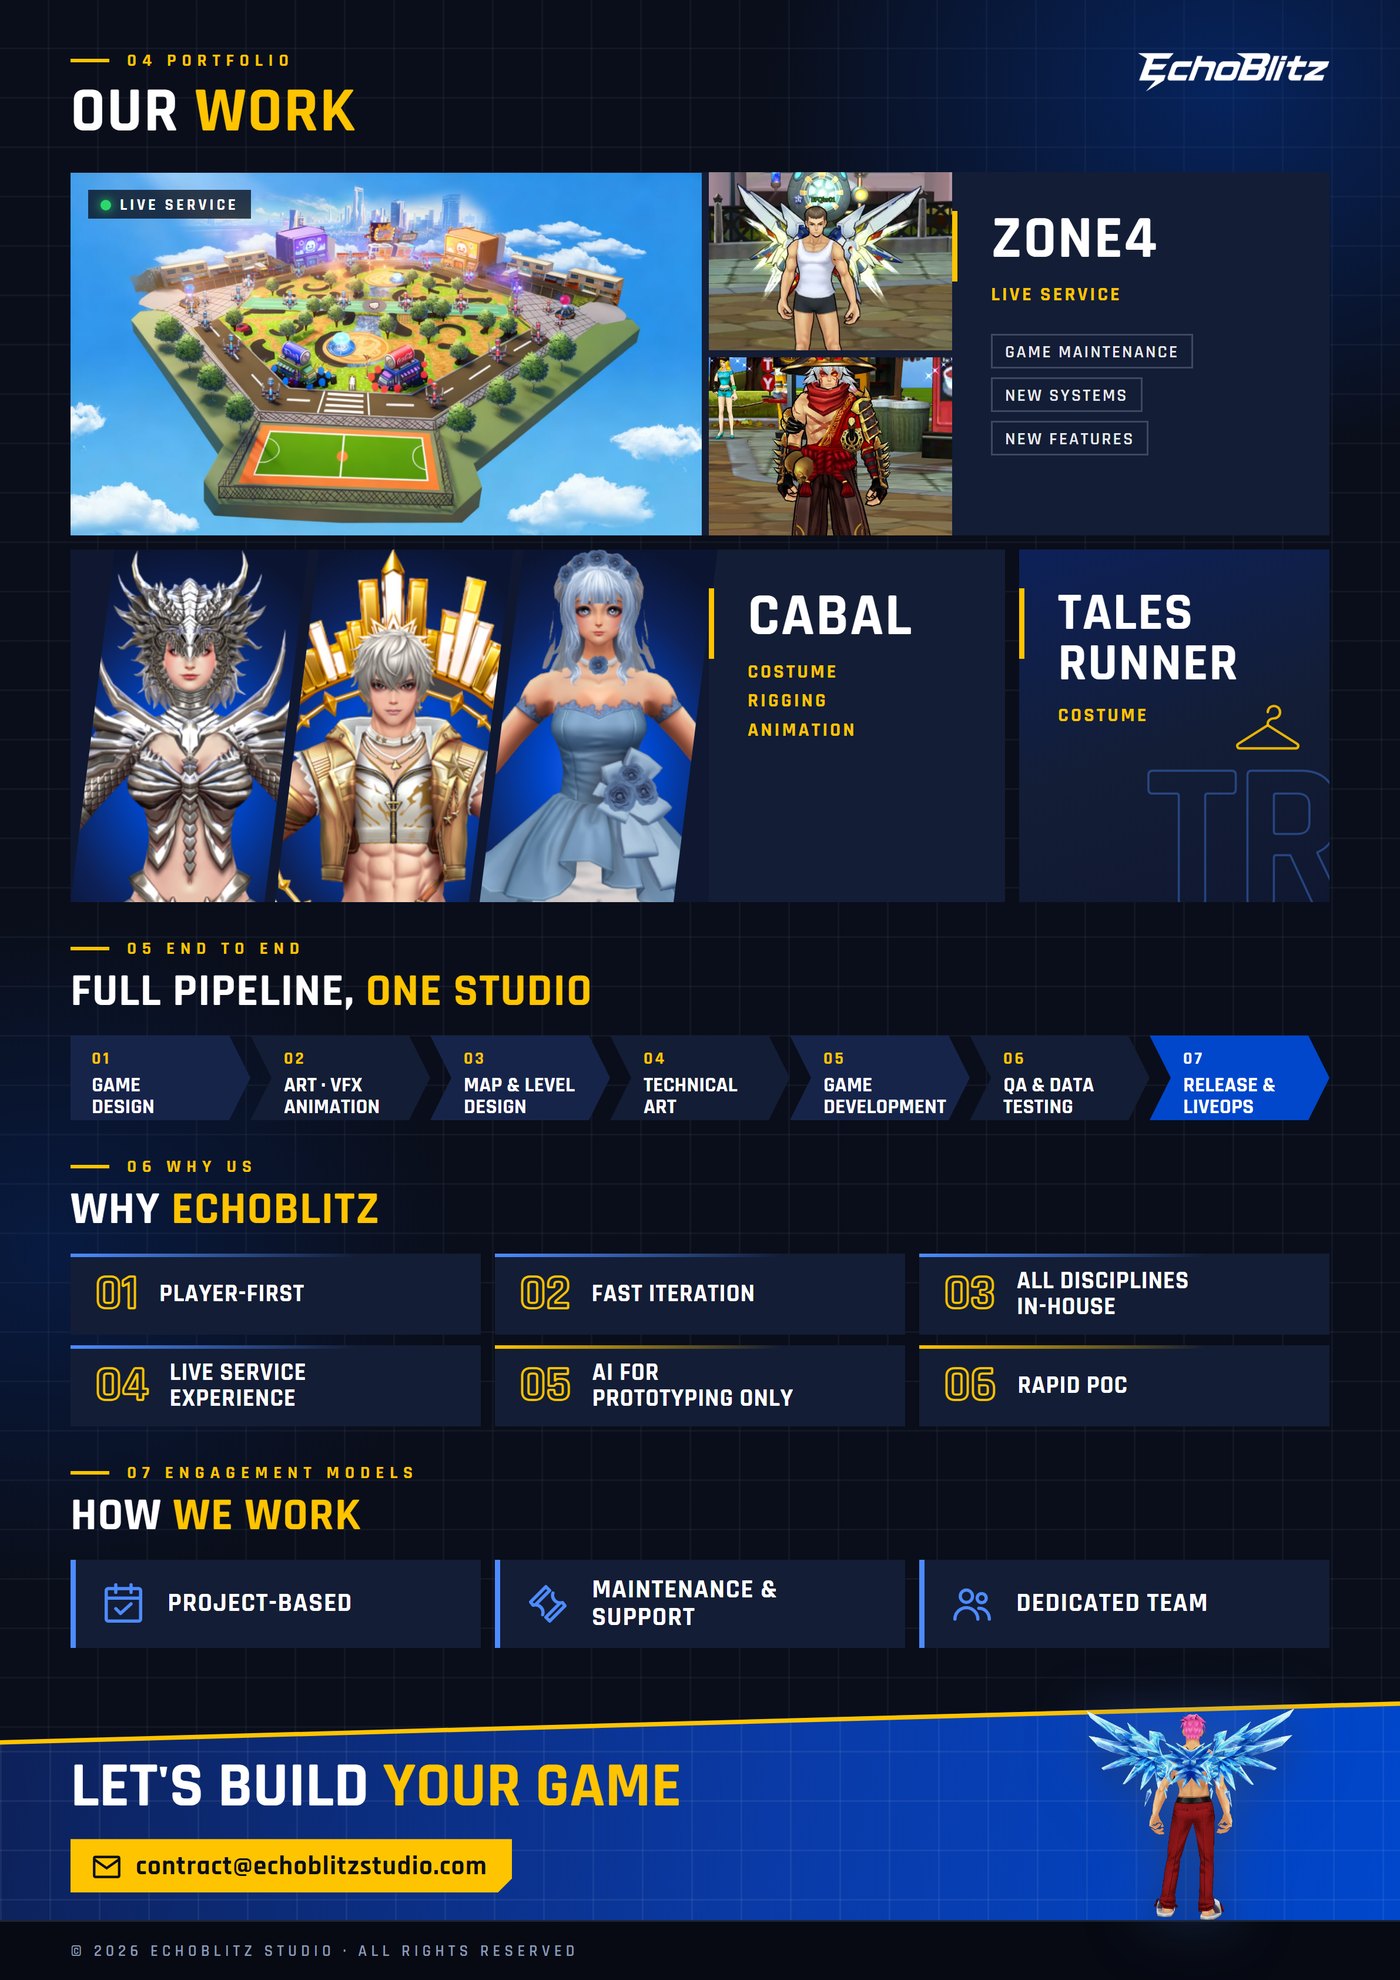 04 PORTFOLIO
EchoBlitz
OUR WORK
LIVE SERVICE
ZONE4
LIVE SERVICE
GAME MAINTENANCE
NEW SYSTEMS
NEW FEATURES
CABAL
COSTUME
RIGGING
ANIMATION
TALES
RUNNER
COSTUME
TR
05 END TO END
FULL PIPELINE, ONE STUDIO
01
GAME
DESIGN
02
ART · VFX
ANIMATION
03
MAP & LEVEL
DESIGN
04
TECHNICAL
ART
05
GAME
DEVELOPMENT
06
QA & DATA
TESTING
07
RELEASE &
LIVEOPS
06 WHY US
WHY ECHOBLITZ
01 PLAYER-FIRST
02 FAST ITERATION
03 ALL DISCIPLINES
IN-HOUSE
04 LIVE SERVICE
EXPERIENCE
05 AI FOR
PROTOTYPING ONLY
06 RAPID POC
07 ENGAGEMENT MODELS
HOW WE WORK
PROJECT-BASED
MAINTENANCE &
SUPPORT
DEDICATED TEAM
LET'S BUILD YOUR GAME
contract@echoblitzstudio.com
© 2026 ECHOBLITZ STUDIO · ALL RIGHTS RESERVED